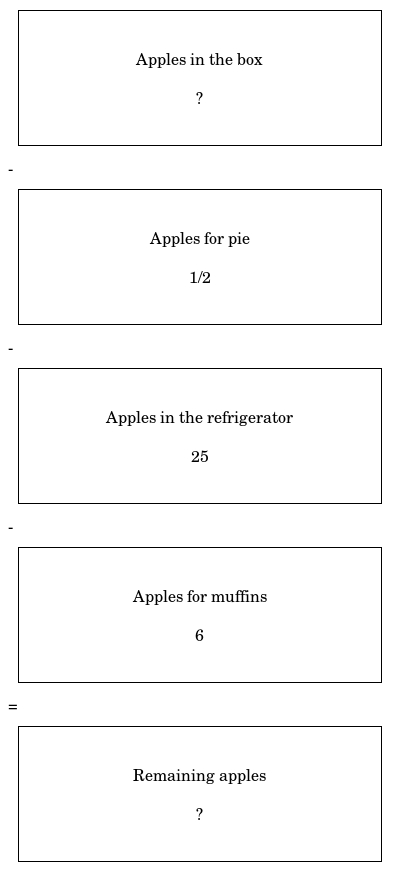 Apples in the box
?
-
Apples for pie
1/2
-
Apples in the refrigerator
25
-
Apples for muffins
6
=
Remaining apples
?